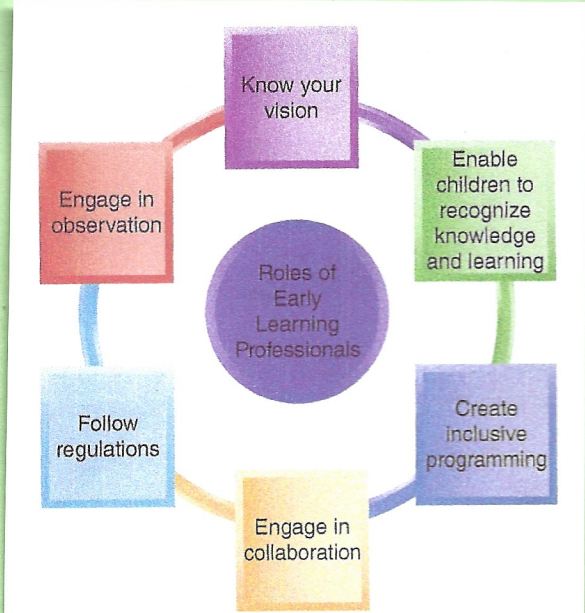 Know your
vision
Enable
children to
recognize
knowledge
and learning
Create
inclusive
programming
Engage in
collaboration
Follow
regulations
Engage in
observation
Roles of
Early
Learning
Professionals